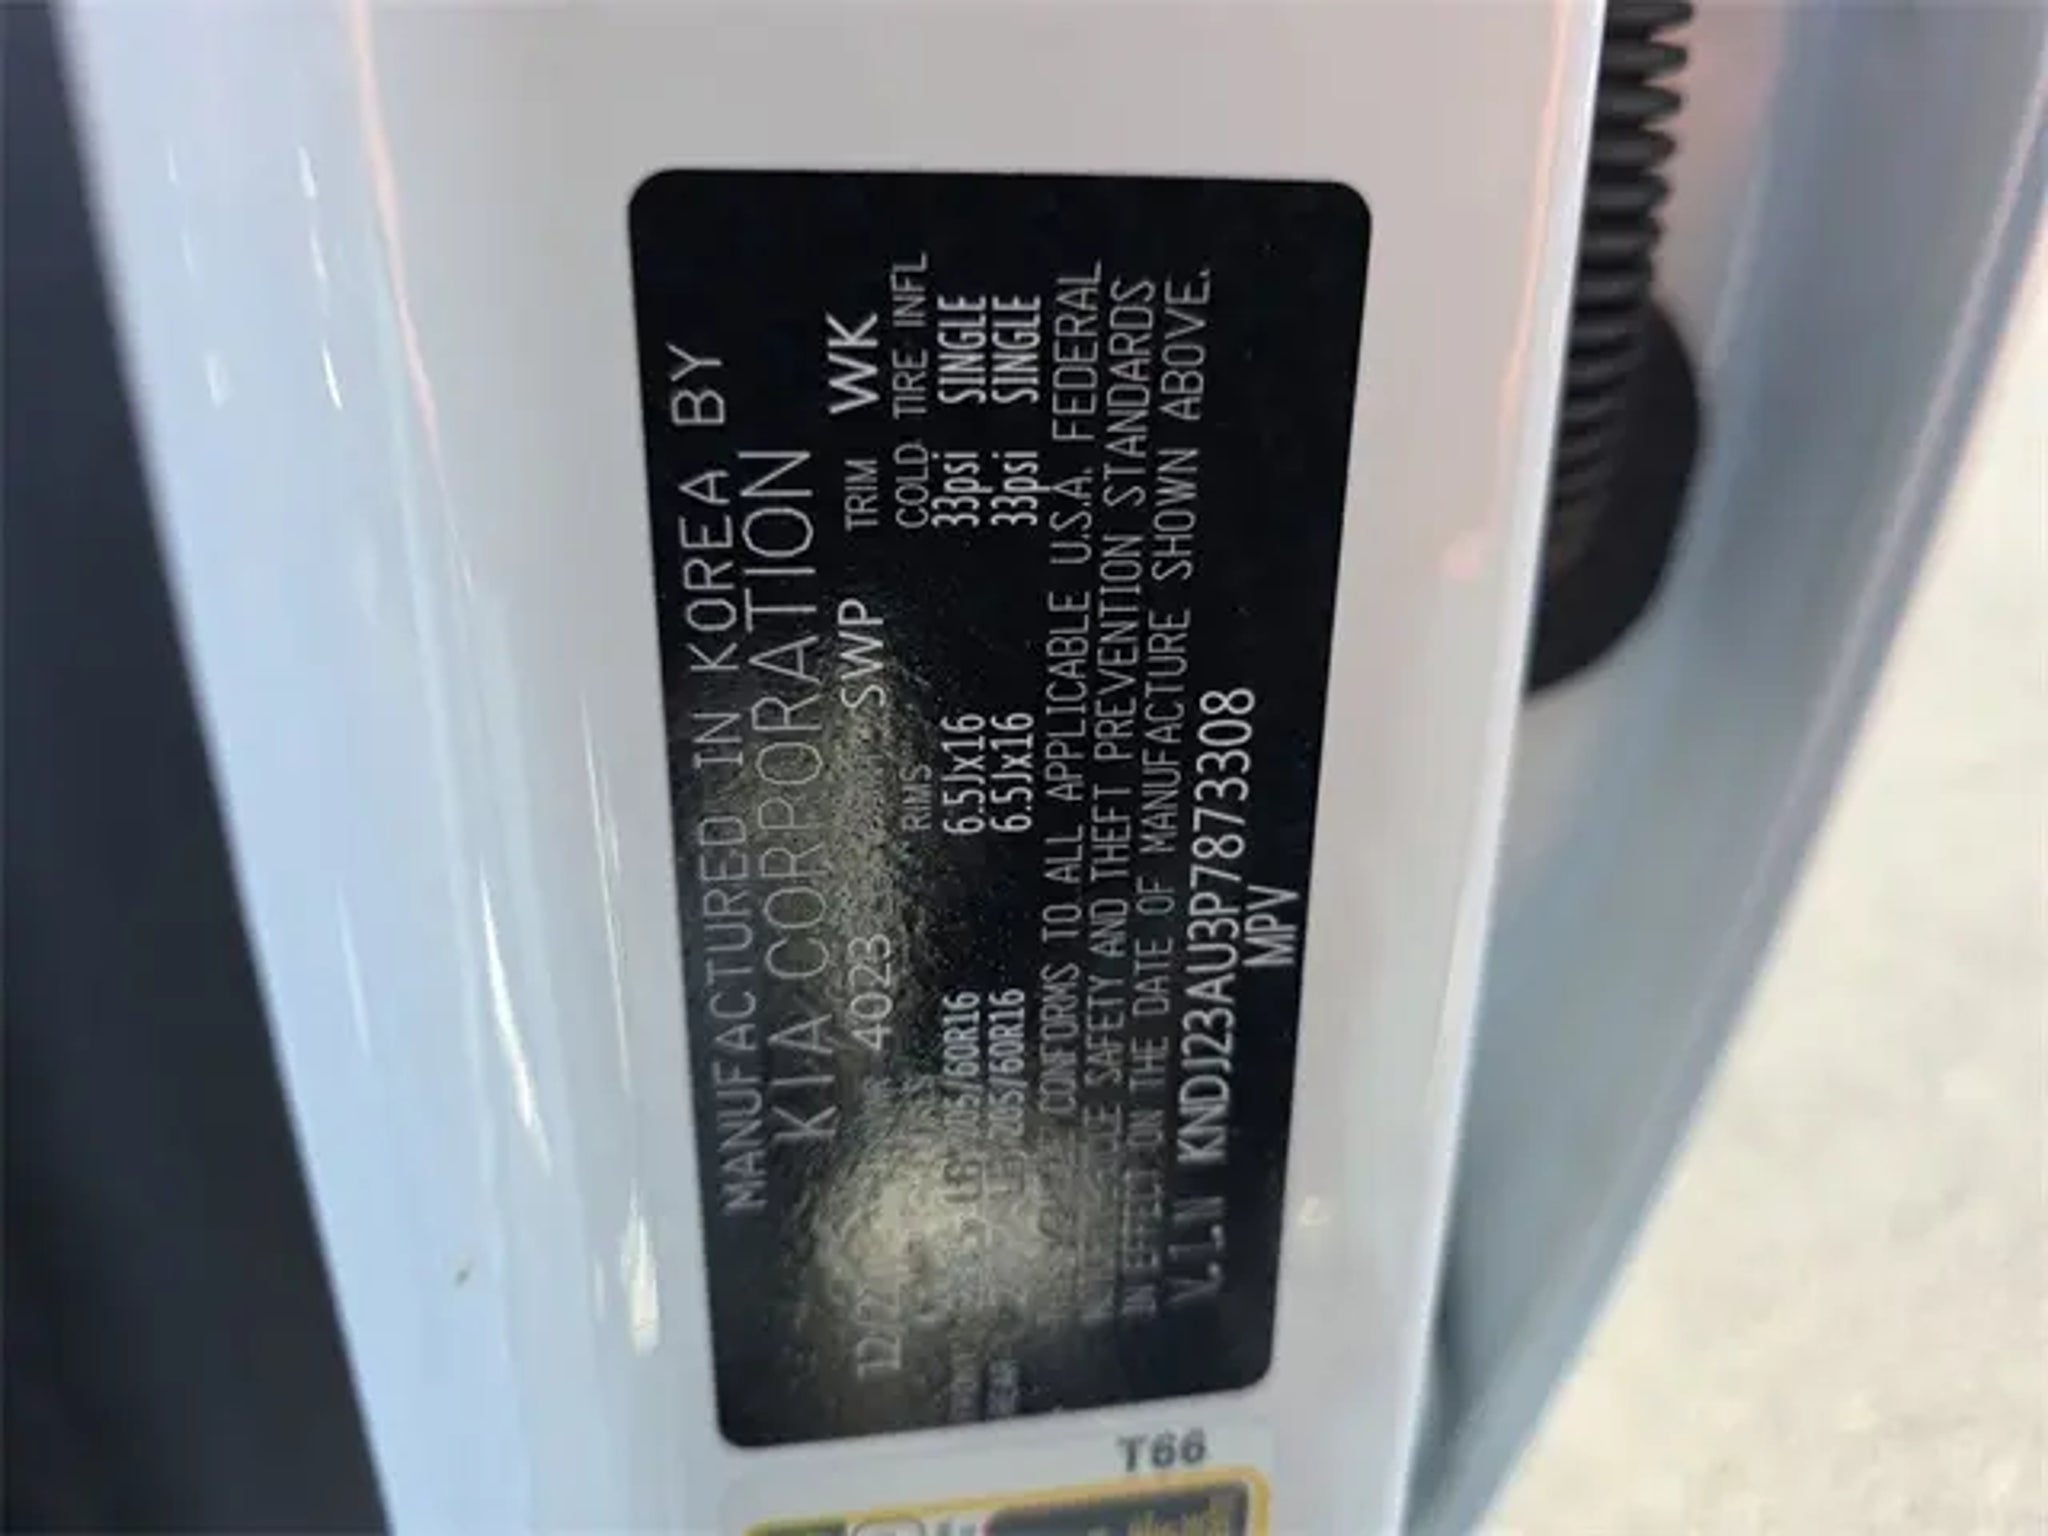 MANUFACTURED IN KOREA BY
KIA CORPORATION
4023 SWP TRIM WK
RIMS COLD TIRE INFL
205/60R16 6.5Jx16 33psi SINGLE
205/60R16 6.5Jx16 33psi SINGLE
CONFORMS TO ALL APPLICABLE U.S.A. FEDERAL
SAFETY AND THEFT PREVENTION STANDARDS
IN EFFECT ON THE DATE OF MANUFACTURE SHOWN ABOVE.
V.I.N KNDJ23AU3P7873308
MPV
T66